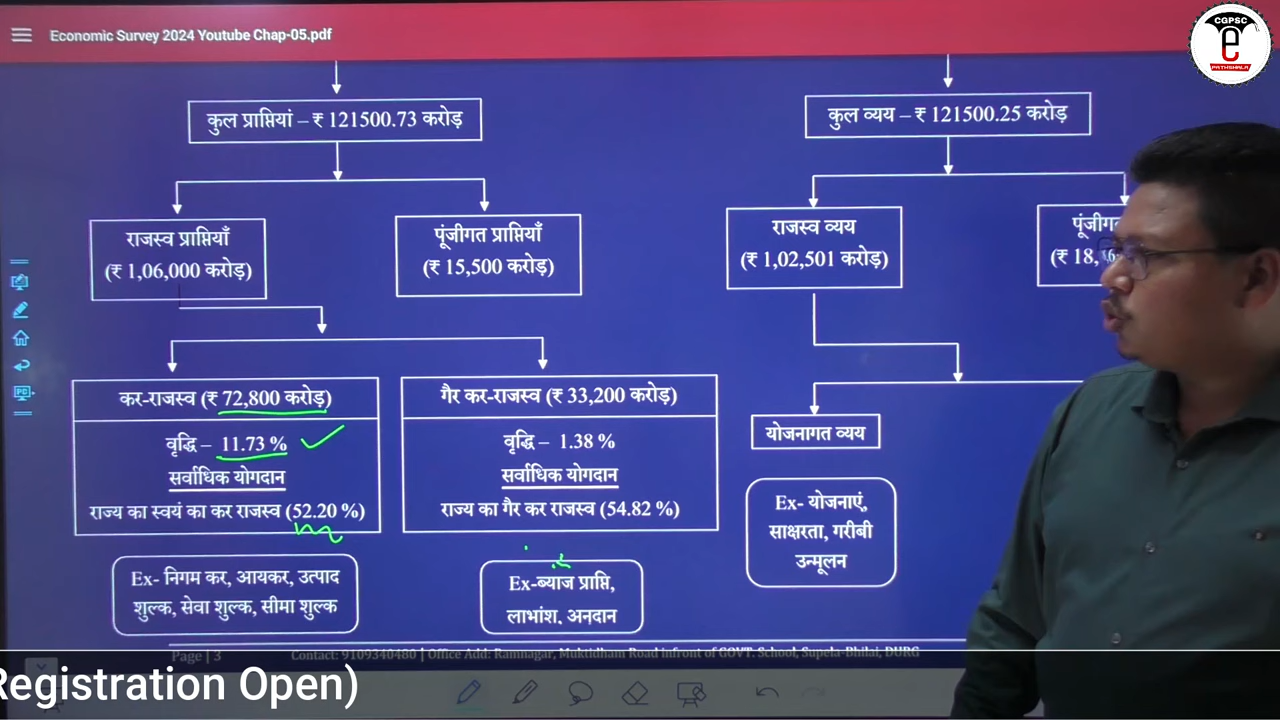 Economic Survey 2024 Youtube Chap-05.pdf
CGPSC
PATHSHALA
कुल प्राप्तियां – ₹ 121500.73 करोड़
कुल व्यय – ₹ 121500.25 करोड़
राजस्व प्राप्तियाँ
(₹ 1,06,000 करोड़)
पूंजीगत प्राप्तियाँ
(₹ 15,500 करोड़)
राजस्व व्यय
(₹ 1,02,501 करोड़)
(₹ 18,
कर-राजस्व (₹ 72,800 करोड़)
वृद्धि – 11.73 %
सर्वाधिक योगदान
राज्य का स्वयं का कर राजस्व (52.20 %)
गैर कर-राजस्व (₹ 33,200 करोड़)
वृद्धि – 1.38 %
सर्वाधिक योगदान
राज्य का गैर कर राजस्व (54.82 %)
योजनागत व्यय
Ex- योजनाएं,
साक्षरता, गरीबी
उन्मूलन
Ex- निगम कर, आयकर, उत्पाद
शुल्क, सेवा शुल्क, सीमा शुल्क
Ex-ब्याज प्राप्ति,
लाभांश, अनदान
Page | 3 Contact: 9109340480 | Office Add: Ramnagar, Muktidham Road infront of GOVT. School, Supela-Bhilai, DURG
Registration Open)